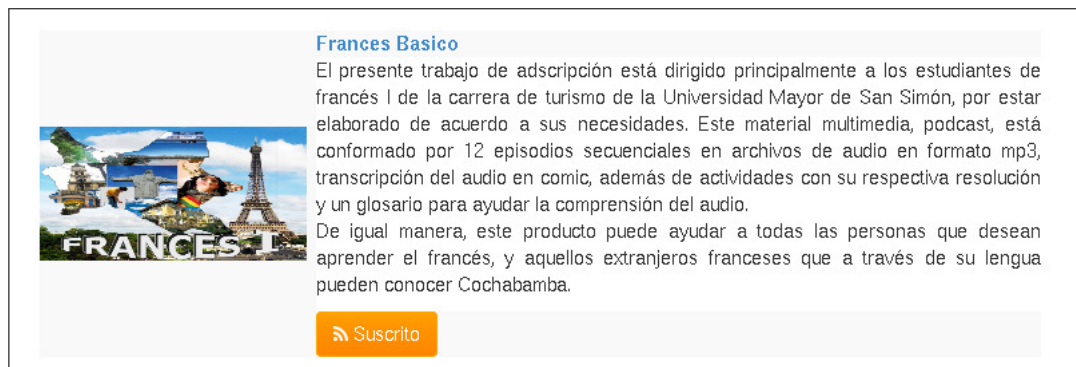 Frances Basico
El presente trabajo de adscripción está dirigido principalmente a los estudiantes de
francés I de la carrera de turismo de la Universidad Mayor de San Simón, por estar
elaborado de acuerdo a sus necesidades. Este material multimedia, podcast, está
conformado por 12 episodios secuenciales en archivos de audio en formato mp3,
transcripción del audio en comic, además de actividades con su respectiva resolución
y un glosario para ayudar la comprensión del audio.
De igual manera, este producto puede ayudar a todas las personas que desean
aprender el francés, y aquellos extranjeros franceses que a través de su lengua
pueden conocer Cochabamba.
FRANCES I
Suscrito